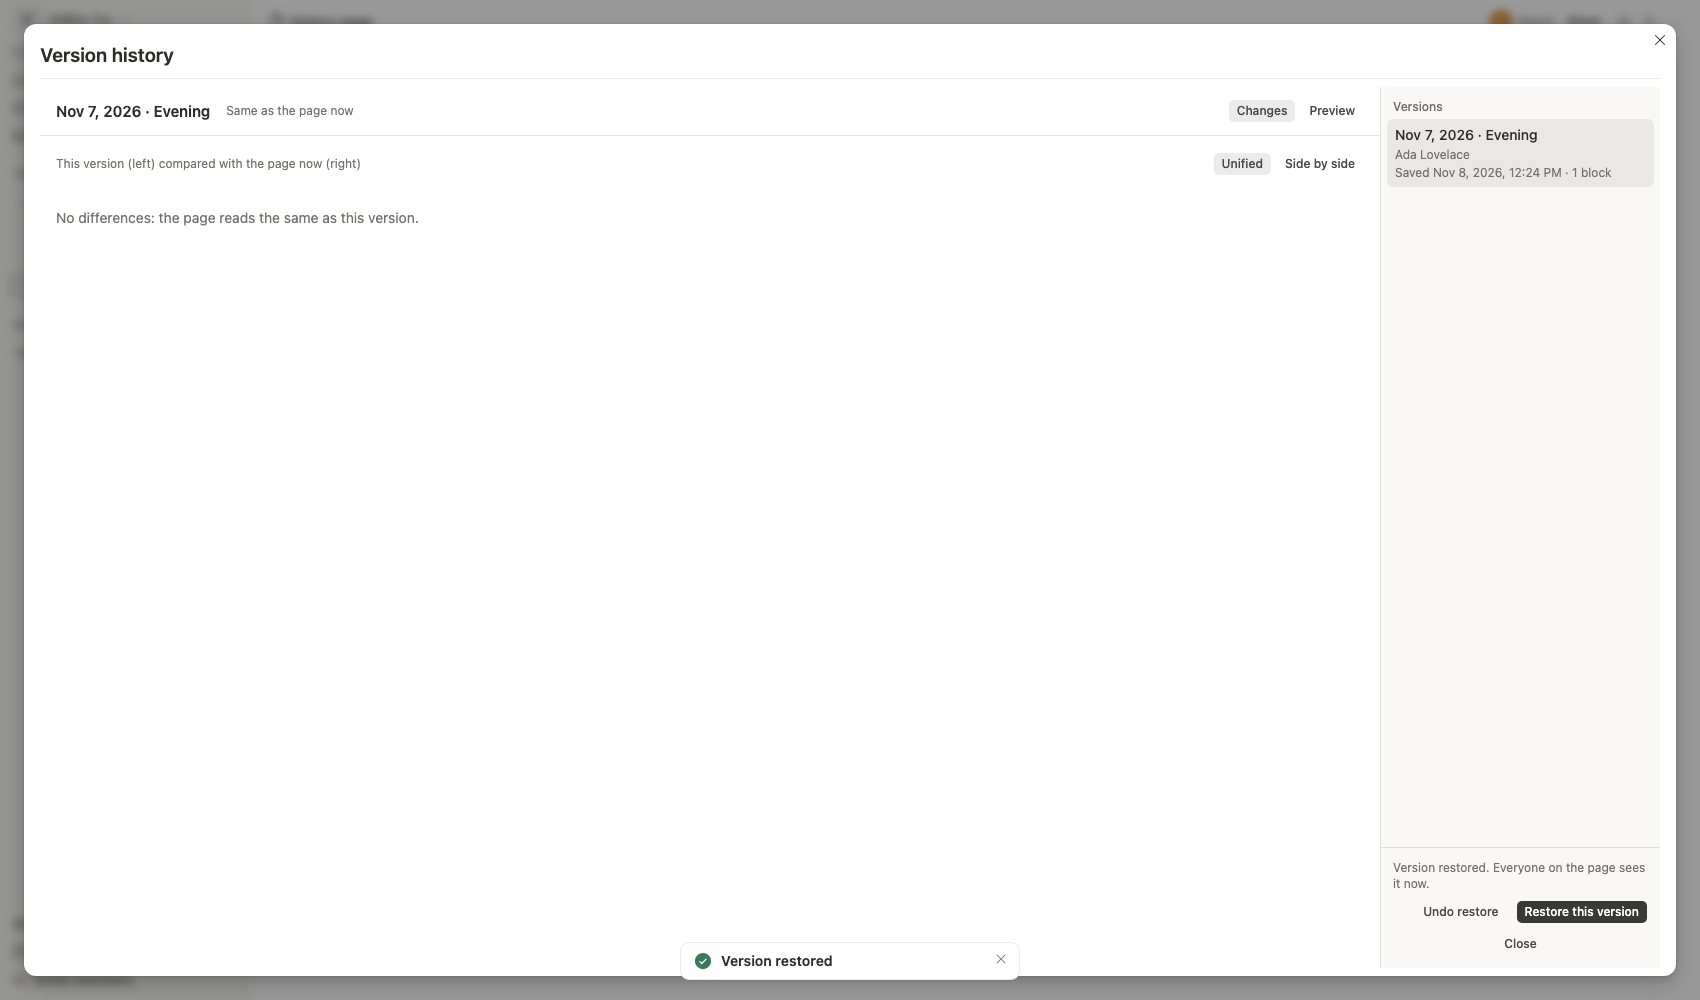 Version history
Nov 7, 2026 · Evening
Same as the page now
Changes
Preview
This version (left) compared with the page now (right)
Unified
Side by side
No differences: the page reads the same as this version.
Versions
Nov 7, 2026 · Evening
Ada Lovelace
Saved Nov 8, 2026, 12:24 PM · 1 block
Version restored. Everyone on the page sees
it now.
Undo restore
Restore this version
Close
Version restored